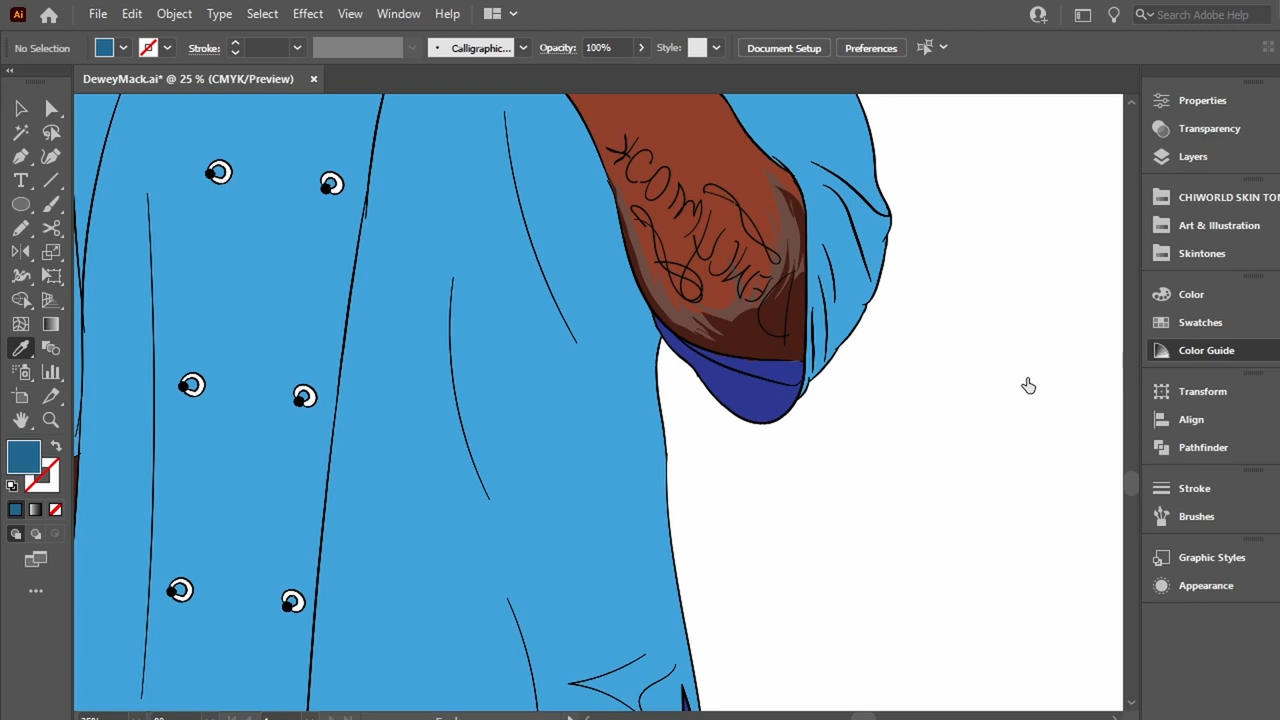 Ai File Edit Object Type Select Effect View Window Help Search Adobe Help
No Selection Stroke: Calligraphic... Opacity: 100% Style: Document Setup Preferences
DeweyMack.ai* @ 25 % (CMYK/Preview) ×
Properties
Transparency
Layers
CHIWORLD SKIN TON
Art & Illustration
Skintones
Color
Swatches
Color Guide
Transform
Align
Pathfinder
Stroke
Brushes
Graphic Styles
Appearance